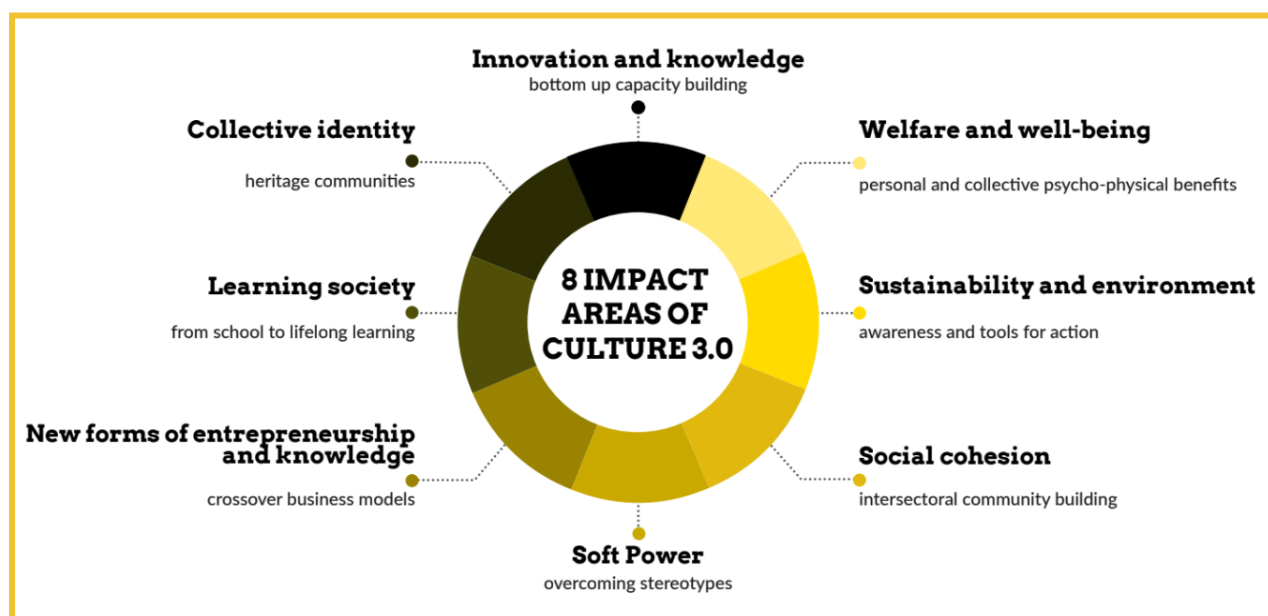 Innovation and knowledge
bottom up capacity building
Collective identity
heritage communities
Welfare and well-being
personal and collective psycho-physical benefits
Learning society
from school to lifelong learning
8 IMPACT
AREAS OF
CULTURE 3.0
Sustainability and environment
awareness and tools for action
New forms of entrepreneurship
and knowledge
crossover business models
Social cohesion
intersectoral community building
Soft Power
overcoming stereotypes